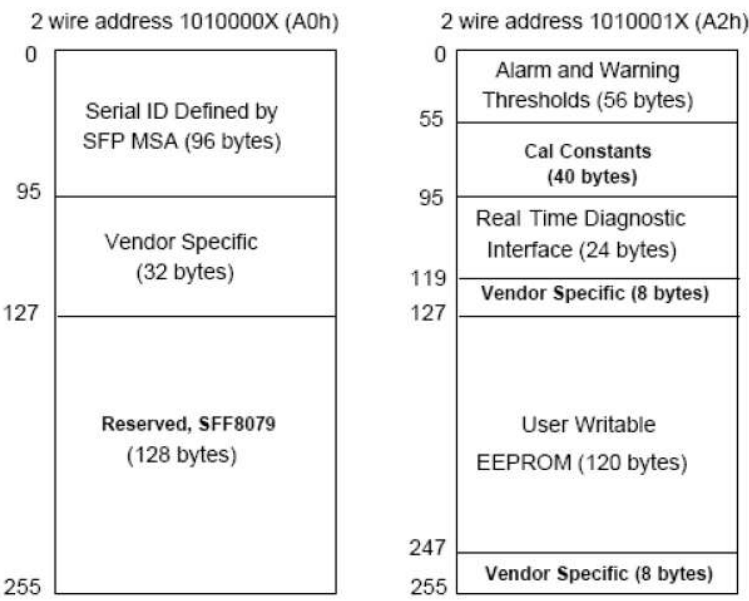 2 wire address 1010000X (A0h)
0
Serial ID Defined by
SFP MSA (96 bytes)
95
Vendor Specific
(32 bytes)
127
Reserved, SFF8079
(128 bytes)
255
2 wire address 1010001X (A2h)
0
Alarm and Warning
Thresholds (56 bytes)
55
Cal Constants
(40 bytes)
95
Real Time Diagnostic
Interface (24 bytes)
119
Vendor Specific (8 bytes)
127
User Writable
EEPROM (120 bytes)
247
Vendor Specific (8 bytes)
255